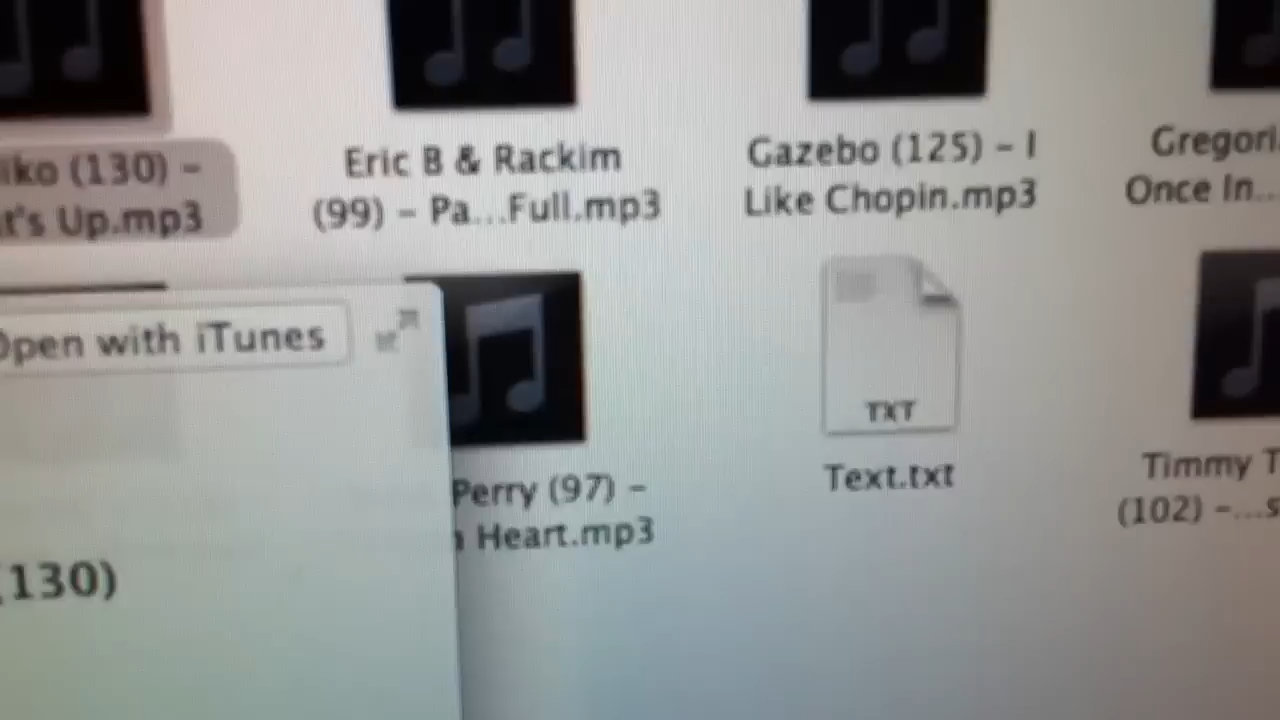 iko (130) –
t's Up.mp3
Eric B & Rackim
(99) – Pa...Full.mp3
Gazebo (125) – I
Like Chopin.mp3
Gregori
Once In...
Open with iTunes
Perry (97) –
Heart.mp3
TXT
Text.txt
Timmy T
(102) –...s
(130)